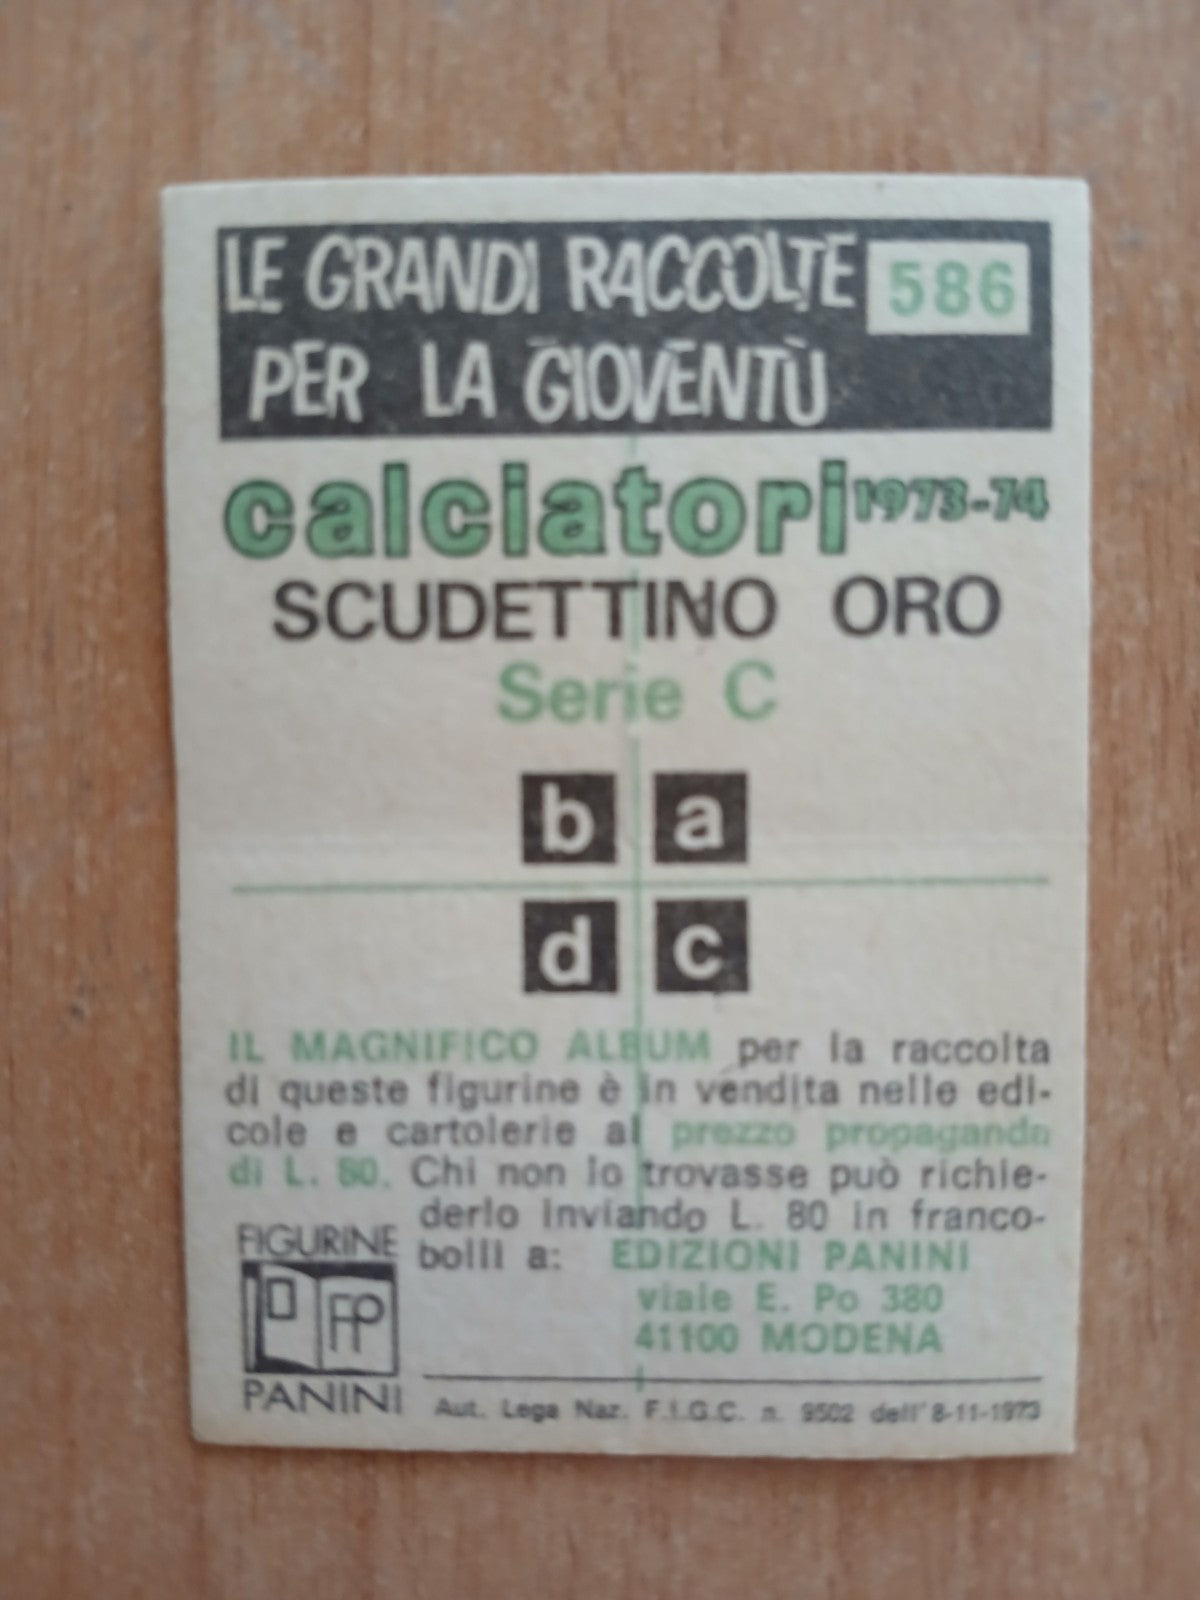 LE GRANDI RACCOLTE 586
PER LA GIOVENTÙ
calciatori 1973-74
SCUDETTINO ORO
Serie C
b a
d c
IL MAGNIFICO ALBUM per la raccolta
di queste figurine è in vendita nelle edi-
cole e cartolerie al prezzo propaganda
di L. 80. Chi non lo trovasse può richie-
derlo inviando L. 80 in franco-
bolli a: EDIZIONI PANINI
viale E. Po 380
41100 MODENA
FIGURINE
FP
PANINI
Aut. Lega Naz. F.I.G.C. n. 9502 dell' 8-11-1973